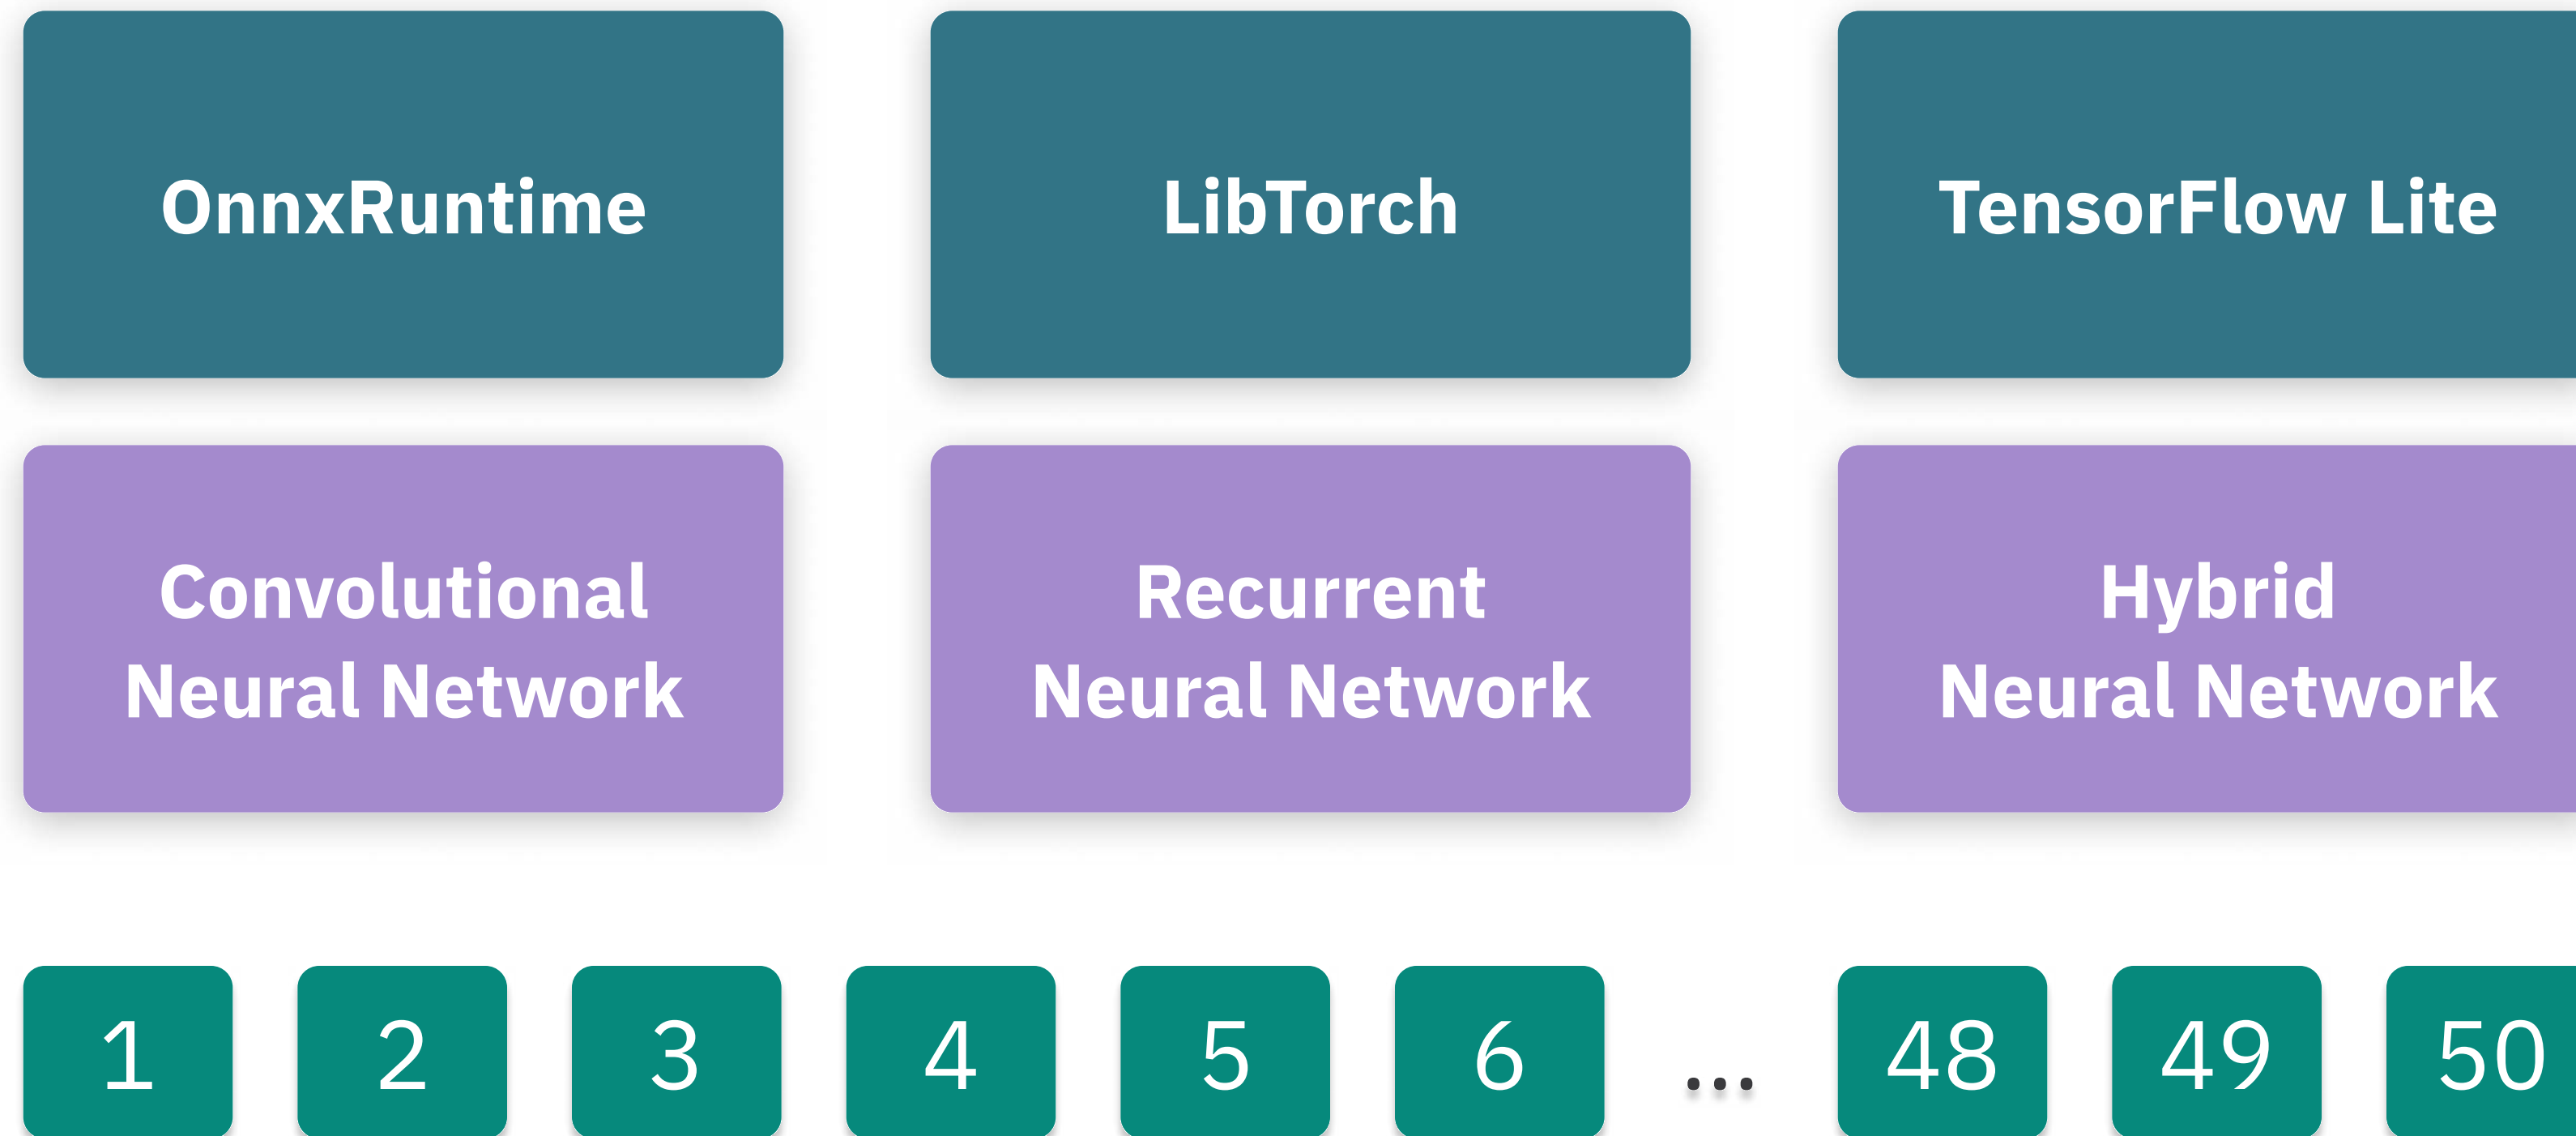 OnnxRuntime
LibTorch
TensorFlow Lite
Convolutional
Neural Network
Recurrent
Neural Network
Hybrid
Neural Network
1 2 3 4 5 6 ... 48 49 50